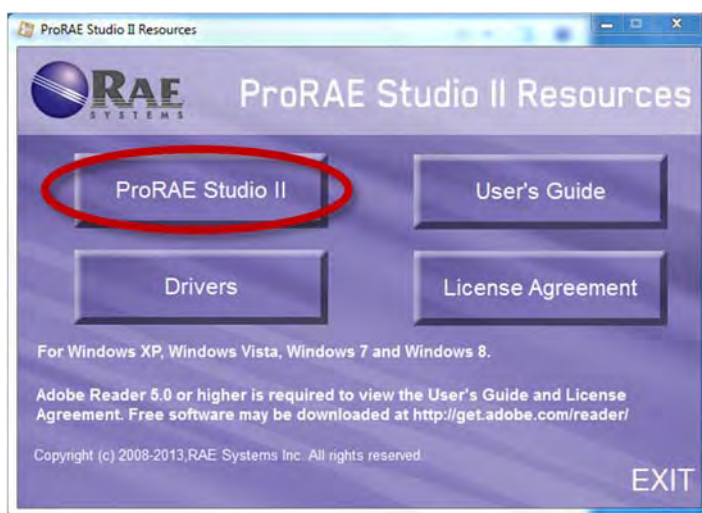 ProRAE Studio II Resources
RAE
SYSTEMS
ProRAE Studio II Resources
ProRAE Studio II
User's Guide
Drivers
License Agreement
For Windows XP, Windows Vista, Windows 7 and Windows 8.
Adobe Reader 5.0 or higher is required to view the User's Guide and License
Agreement. Free software may be downloaded at http://get.adobe.com/reader/
Copyright (c) 2008-2013,RAE Systems Inc. All rights reserved.
EXIT